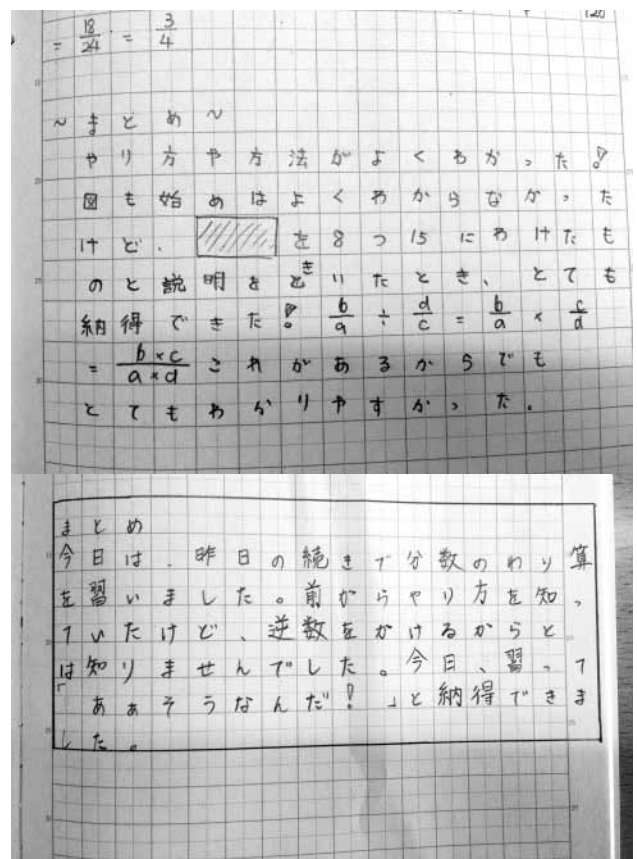 = 18/24 = 3/4
~ まとめ ~
やり方や方法がよくわかった!
図も始めはよくわからなかった
けど、 を8つ15にわけたも
のと説明をときいたとき、とても
納得できた! b/a ÷ d/c = b/a × c/d
= b×c/a×d これがあるからでも
とてもわかりやすかった。
まとめ
今日は、昨日の続きで分数のわり算
を習いました。前からやり方を知っ
ていたけど、逆数をかけるからと
は知りませんでした。今日、習って
「あぁそうなんだ!」と納得できま
した。